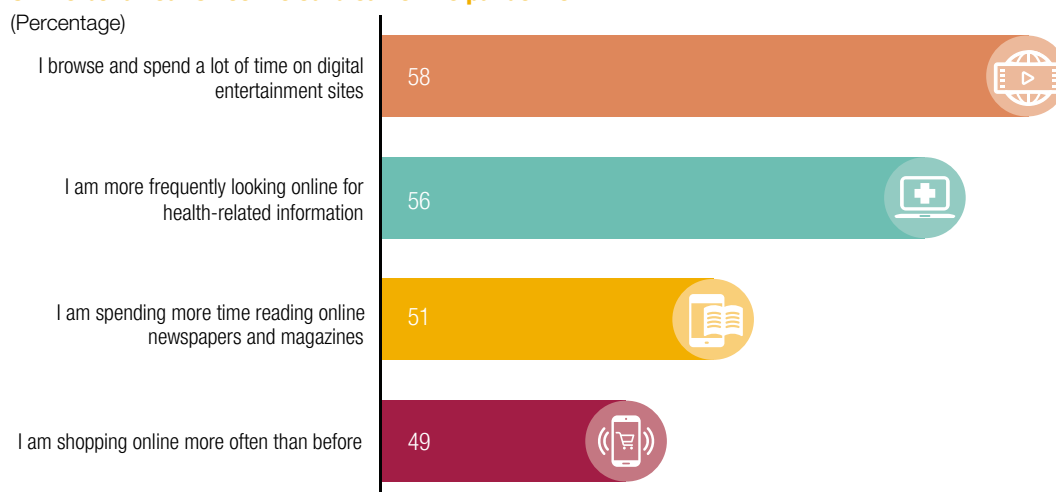 (Percentage)
I browse and spend a lot of time on digital
entertainment sites
58
I am more frequently looking online for
health-related information
56
I am spending more time reading online
newspapers and magazines
51
I am shopping online more often than before
49